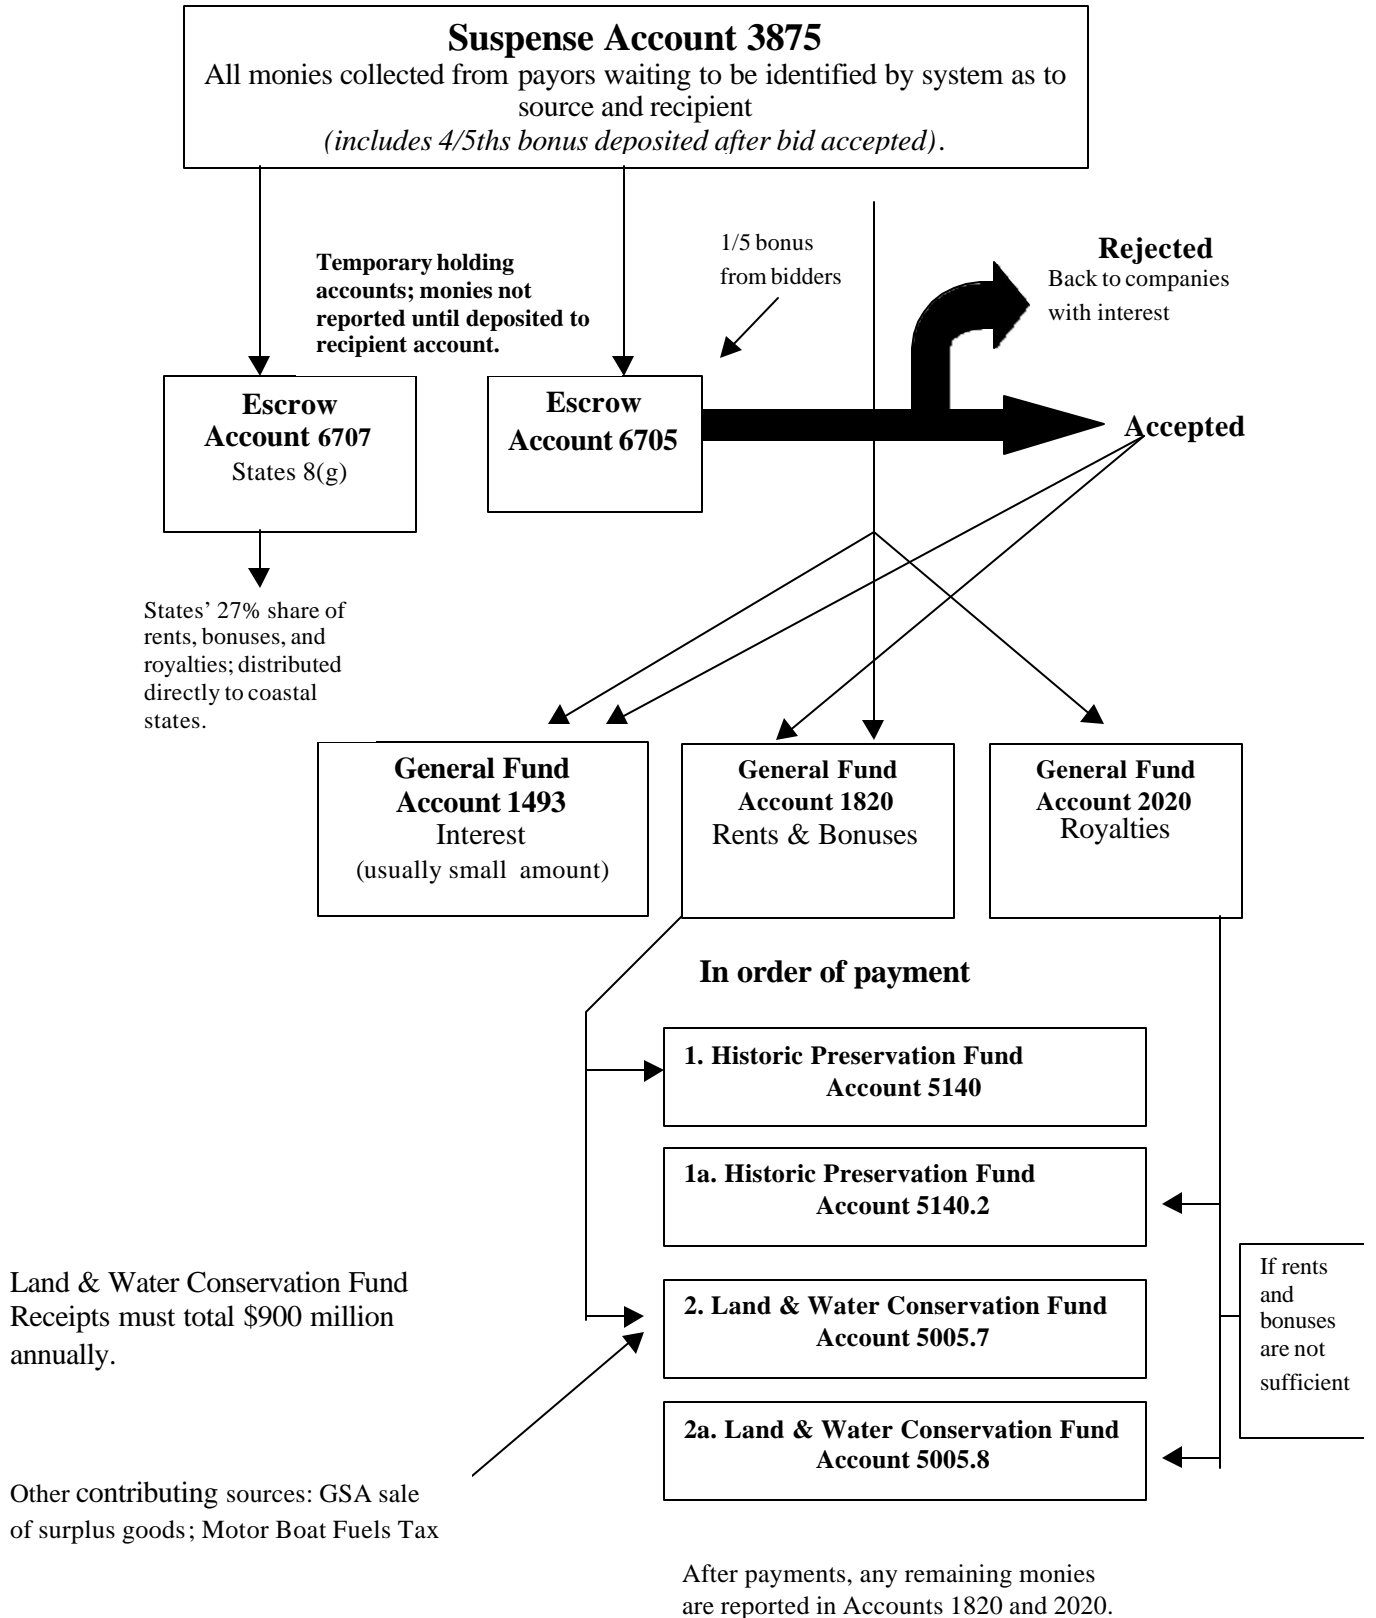 Suspense Account 3875
All monies collected from payors waiting to be identified by system as to
source and recipient
(includes 4/5ths bonus deposited after bid accepted).
1/5 bonus
from bidders
Rejected
Back to companies
with interest
Temporary holding
accounts; monies not
reported until deposited to
recipient account.
Escrow
Account 6707
States 8(g)
Escrow
Account 6705
Accepted
States’ 27% share of
rents, bonuses, and
royalties; distributed
directly to coastal
states.
General Fund
Account 1493
Interest
(usually small amount)
General Fund
Account 1820
Rents & Bonuses
General Fund
Account 2020
Royalties
In order of payment
1. Historic Preservation Fund
Account 5140
1a. Historic Preservation Fund
Account 5140.2
Land & Water Conservation Fund
Receipts must total $900 million
annually.
2. Land & Water Conservation Fund
Account 5005.7
If rents
and
bonuses
are not
sufficient
2a. Land & Water Conservation Fund
Account 5005.8
Other contributing sources: GSA sale
of surplus goods; Motor Boat Fuels Tax
After payments, any remaining monies
are reported in Accounts 1820 and 2020.